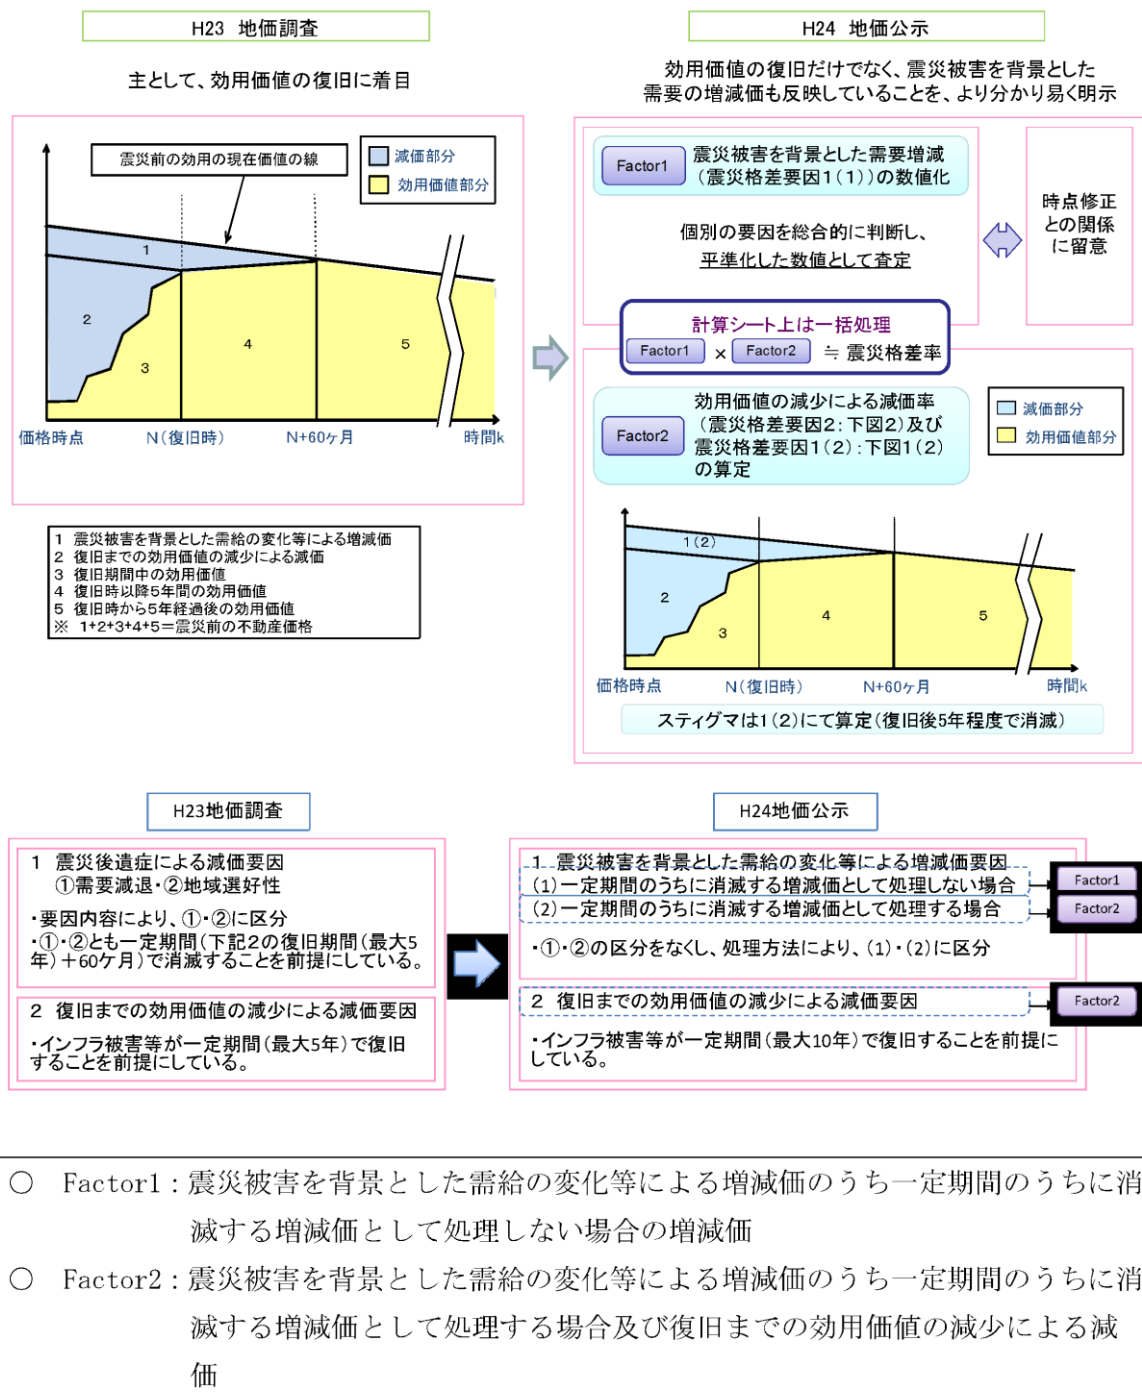 H23 地価調査
主として、効用価値の復旧に着目
震災前の効用の現在価値の線
減価部分
効用価値部分
1
2
3
4
5
価格時点
N(復旧時)
N+60ヶ月
時間k
1 震災被害を背景とした需給の変化等による増減価
2 復旧までの効用価値の減少による減価
3 復旧期間中の効用価値
4 復旧時以降5年間の効用価値
5 復旧時から5年経過後の効用価値
※ 1+2+3+4+5=震災前の不動産価格
H24 地価公示
効用価値の復旧だけでなく、震災被害を背景とした
需要の増減価も反映していることを、より分かり易く明示
Factor1
震災被害を背景とした需要増減
(震災格差要因1(1))の数値化
個別の要因を総合的に判断し、
平準化した数値として査定
時点修正
との関係
に留意
計算シート上は一括処理
Factor1 × Factor2 ≒ 震災格差率
Factor2
効用価値の減少による減価率
(震災格差要因2:下図2)及び
震災格差要因1(2):下図1(2)
の算定
減価部分
効用価値部分
1(2)
2
3
4
5
価格時点
N(復旧時)
N+60ヶ月
時間k
スティグマは1(2)にて算定(復旧後5年程度で消滅)
H23地価調査
1 震災後遺症による減価要因
①需要減退・②地域選好性
・要因内容により、①・②に区分
・①・②とも一定期間(下記2の復旧期間(最大5
年)+60ケ月)で消滅することを前提にしている。
2 復旧までの効用価値の減少による減価要因
・インフラ被害等が一定期間(最大5年)で復旧
することを前提にしている。
H24地価公示
1 震災被害を背景とした需給の変化等による増減価要因
(1)一定期間のうちに消滅する増減価として処理しない場合
Factor1
(2)一定期間のうちに消滅する増減価として処理する場合
Factor2
・①・②の区分をなくし、処理方法により、(1)・(2)に区分
2 復旧までの効用価値の減少による減価要因
Factor2
・インフラ被害等が一定期間(最大10年)で復旧することを前提に
している。
○ Factor1:震災被害を背景とした需給の変化等による増減価のうち一定期間のうちに消
滅する増減価として処理しない場合の増減価
○ Factor2:震災被害を背景とした需給の変化等による増減価のうち一定期間のうちに消
滅する増減価として処理する場合及び復旧までの効用価値の減少による減
価